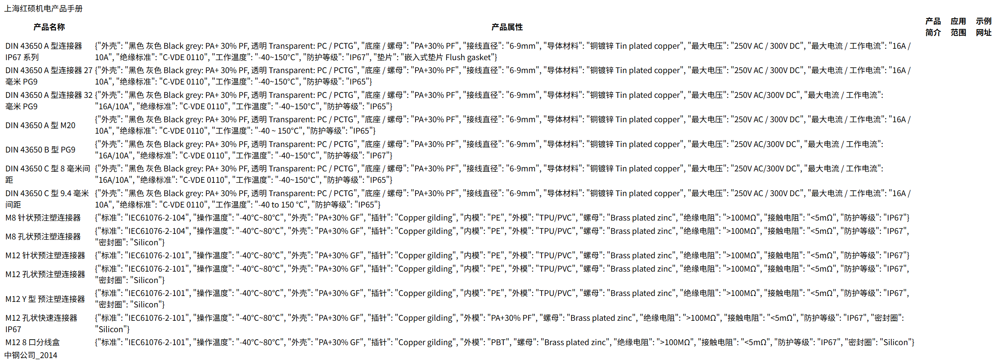 上海红硕机电产品手册
产品名称 产品属性 产品简介 应用范围 示例网址
DIN 43650 A 型连接器 {"外壳": "黑色 灰色 Black grey: PA+ 30% PF, 透明 Transparent: PC / PCTG", "底座 / 螺母": "PA+30% PF", "接线直径": "6-9mm", "导体材料": "铜镀锌 Tin plated copper", "最大电压": "250V AC / 300V DC", "最大电流 / 工作电流": "16A /
IP67 系列 10A", "绝缘标准": "C-VDE 0110", "工作温度": "-40~150℃", "防护等级": "IP67", "垫片": "嵌入式垫片 Flush gasket"}
DIN 43650 A 型连接器 27 {"外壳": "黑色 灰色 Black grey: PA+ 30% PF, 透明 Transparent: PC / PCTG", "底座 / 螺母": "PA+30% PF", "接线直径": "6-9mm", "导体材料": "铜镀锌 Tin plated copper", "最大电压": "250V AC / 300V DC", "最大电流 / 工作电流": "16A /
毫米 PG9 10A", "绝缘标准": "C-VDE 0110", "工作温度": "-40~150℃", "防护等级": "IP65"}
DIN 43650 A 型连接器 32 {"外壳": "黑色 灰色 Black grey: PA+ 30% PF, 透明 Transparent: PC / PCTG", "底座 / 螺母": "PA+30% PF", "接线直径": "6-9mm", "导体材料": "铜镀锌 Tin plated copper", "最大电压": "250V AC/300V DC", "最大电流 / 工作电流":
毫米 PG9 "16A/10A", "绝缘标准": "C-VDE 0110", "工作温度": "-40~150℃", "防护等级": "IP65"}
DIN 43650 A 型 M20 {"外壳": "黑色 灰色 Black grey: PA+ 30% PF, 透明 Transparent: PC / PCTG", "底座 / 螺母": "PA+30% PF", "接线直径": "6-9mm", "导体材料": "铜镀锌 Tin plated copper", "最大电压": "250V AC / 300V DC", "最大电流 / 工作电流": "16A /
10A", "绝缘标准": "C-VDE 0110", "工作温度": "-40 ~ 150℃", "防护等级": "IP65"}
DIN 43650 B 型 PG9 {"外壳": "黑色 灰色 Black grey: PA+ 30% PF, 透明 Transparent: PC / PCTG", "底座 / 螺母": "PA+30% PF", "接线直径": "6-9mm", "导体材料": "铜镀锌 Tin plated copper", "最大电压": "250V AC/300V DC", "最大电流 / 工作电流":
"16A/10A", "绝缘标准": "C-VDE 0110", "工作温度": "-40~150℃", "防护等级": "IP67"}
DIN 43650 C 型 8 毫米间 {"外壳": "黑色 灰色 Black grey: PA+ 30% PF, 透明 Transparent: PC / PCTG", "底座 / 螺母": "PA+30% PF", "接线直径": "6-9mm", "导体材料": "铜镀锌 Tin plated copper", "最大电压": "250V AC/300V DC", "最大电流 / 工作电流":
距 "16A/10A", "绝缘标准": "C-VDE 0110", "工作温度": "-40~150℃", "防护等级": "IP65"}
DIN 43650 C 型 9.4 毫米 {"外壳": "黑色 灰色 Black grey: PA+ 30% PF, 透明 Transparent: PC / PCTG", "底座 / 螺母": "PA+30% PF", "接线直径": "6-9mm", "导体材料": "铜镀锌 Tin plated copper", "最大电压": "250V AC / 300V DC", "最大电流 / 工作电流": "16A /
间距 10A", "绝缘标准": "C-VDE 0110", "工作温度": "-40 to 150 ℃", "防护等级": "IP65"}
M8 针状预注塑连接器 {"标准": "IEC61076-2-104", "操作温度": "-40℃~80℃", "外壳": "PA+30% GF", "插针": "Copper gilding", "内模": "PE", "外模": "TPU/PVC", "螺母": "Brass plated zinc", "绝缘电阻": ">100MΩ", "接触电阻": "<5mΩ", "防护等级": "IP67"}
M8 孔状预注塑连接器 {"标准": "IEC61076-2-104", "操作温度": "-40℃~80℃", "外壳": "PA+30% GF", "插针": "Copper gilding", "内模": "PE", "外模": "TPU/PVC", "螺母": "Brass plated zinc", "绝缘电阻": ">100MΩ", "接触电阻": "<5mΩ", "防护等级": "IP67",
"密封圈": "Silicon"}
M12 针状预注塑连接器 {"标准": "IEC61076-2-101", "操作温度": "-40℃~80℃", "外壳": "PA+30% GF", "插针": "Copper gilding", "内模": "PE", "外模": "TPU/PVC", "螺母": "Brass plated zinc", "绝缘电阻": ">100MΩ", "接触电阻": "<5mΩ", "防护等级": "IP67"}
M12 孔状预注塑连接器 {"标准": "IEC61076-2-101", "操作温度": "-40℃~80℃", "外壳": "PA+30% GF", "插针": "Copper gilding", "内模": "PE", "外模": "TPU/PVC", "螺母": "Brass plated zinc", "绝缘电阻": ">100MΩ", "接触电阻": "<5mΩ", "防护等级": "IP67",
"密封圈": "Silicon"}
M12 Y 型 预注塑连接器 {"标准": "IEC61076-2-101", "操作温度": "-40℃~80℃", "外壳": "PA+30% GF", "插针": "Copper gilding", "内模": "PE", "外模": "TPU/PVC", "螺母": "Brass plated zinc", "绝缘电阻": ">100MΩ", "接触电阻": "<5mΩ", "防护等级": "IP67",
"密封圈": "Silicon"}
M12 孔状快速连接器 {"标准": "IEC61076-2-101", "操作温度": "-40℃~80℃", "外壳": "PA+30% GF", "插针": "Copper gilding", "外模": "PA+30% PF", "螺母": "Brass plated zinc", "绝缘电阻": ">100MΩ", "接触电阻": "<5mΩ", "防护等级": "IP67", "密封圈":
IP67 "Silicon"}
M12 8 口分线盒 {"标准": "IEC61076-2-101", "操作温度": "-40℃~80℃", "外壳": "PA+30% GF", "插针": "Copper gilding", "外模": "PBT", "螺母": "Brass plated zinc", "绝缘电阻": ">100MΩ", "接触电阻": "<5mΩ", "防护等级": "IP67", "密封圈": "Silicon"}
中钢公司_2014